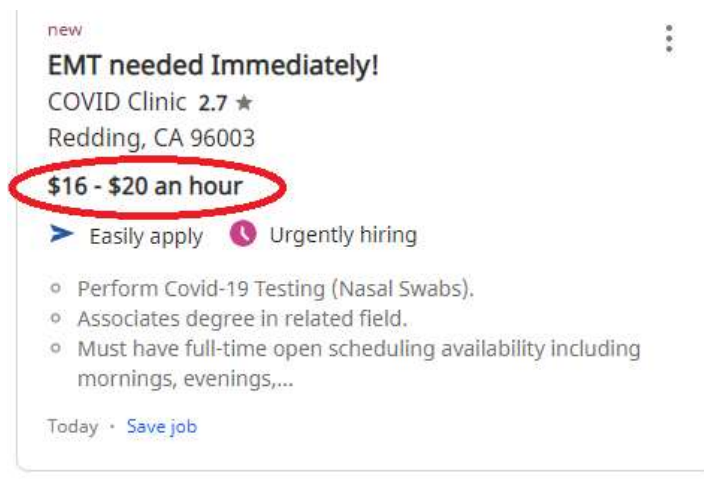 new
EMT needed Immediately!
COVID Clinic 2.7 ★
Redding, CA 96003
$16 - $20 an hour
Easily apply Urgently hiring
Perform Covid-19 Testing (Nasal Swabs).
Associates degree in related field.
Must have full-time open scheduling availability including
mornings, evenings,...
Today · Save job